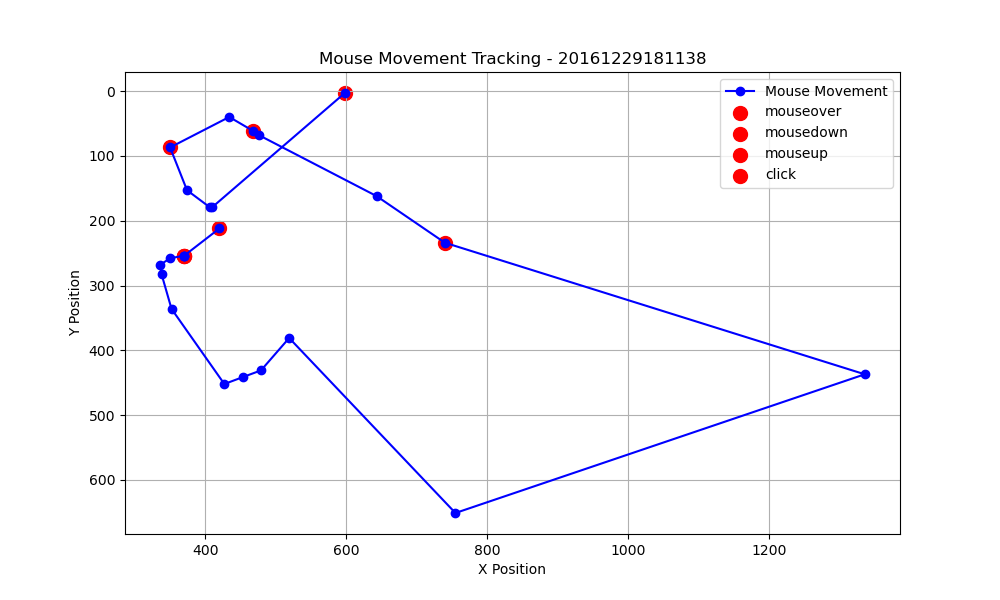 Mouse Movement Tracking - 20161229181138
Mouse Movement
mouseover
mousedown
mouseup
click
0
100
200
300
400
500
600
Y Position
400
600
800
1000
1200
X Position